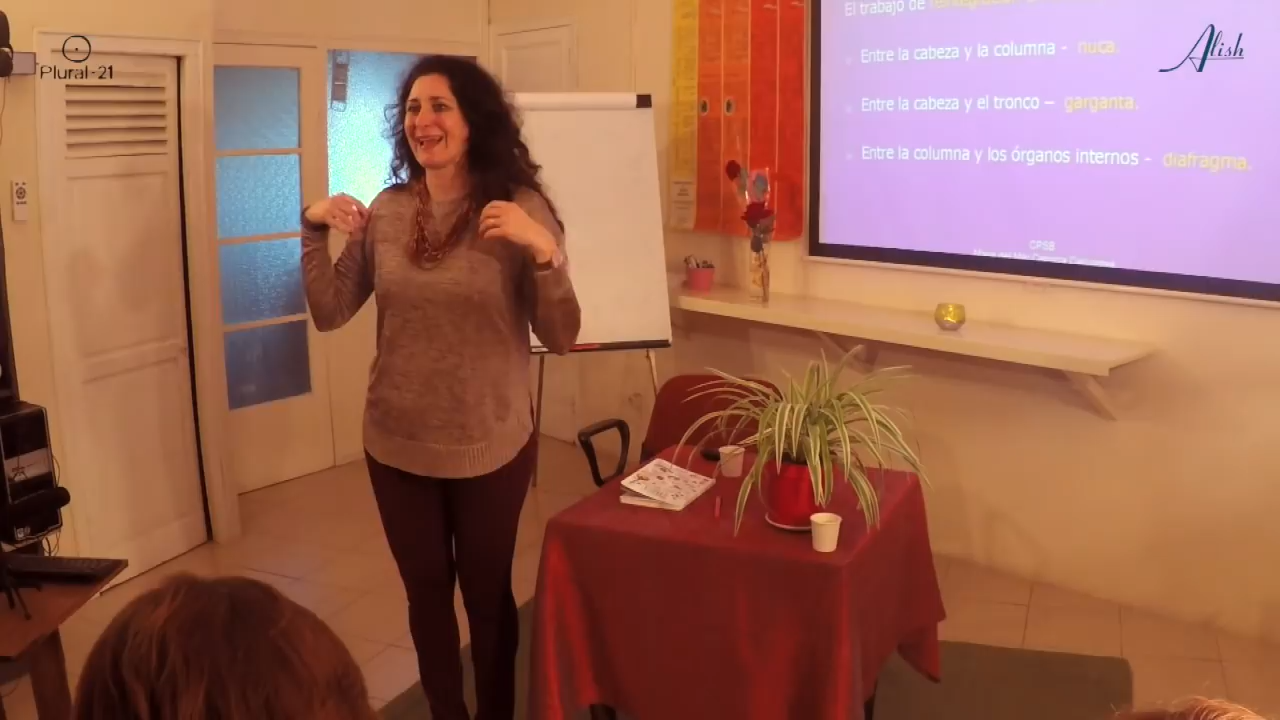 Plural-21
Alish
El trabajo de
Entre la cabeza y la columna - nuca.
Entre la cabeza y el tronco – garganta.
Entre la columna y los órganos internos - diafragma.
CPSB